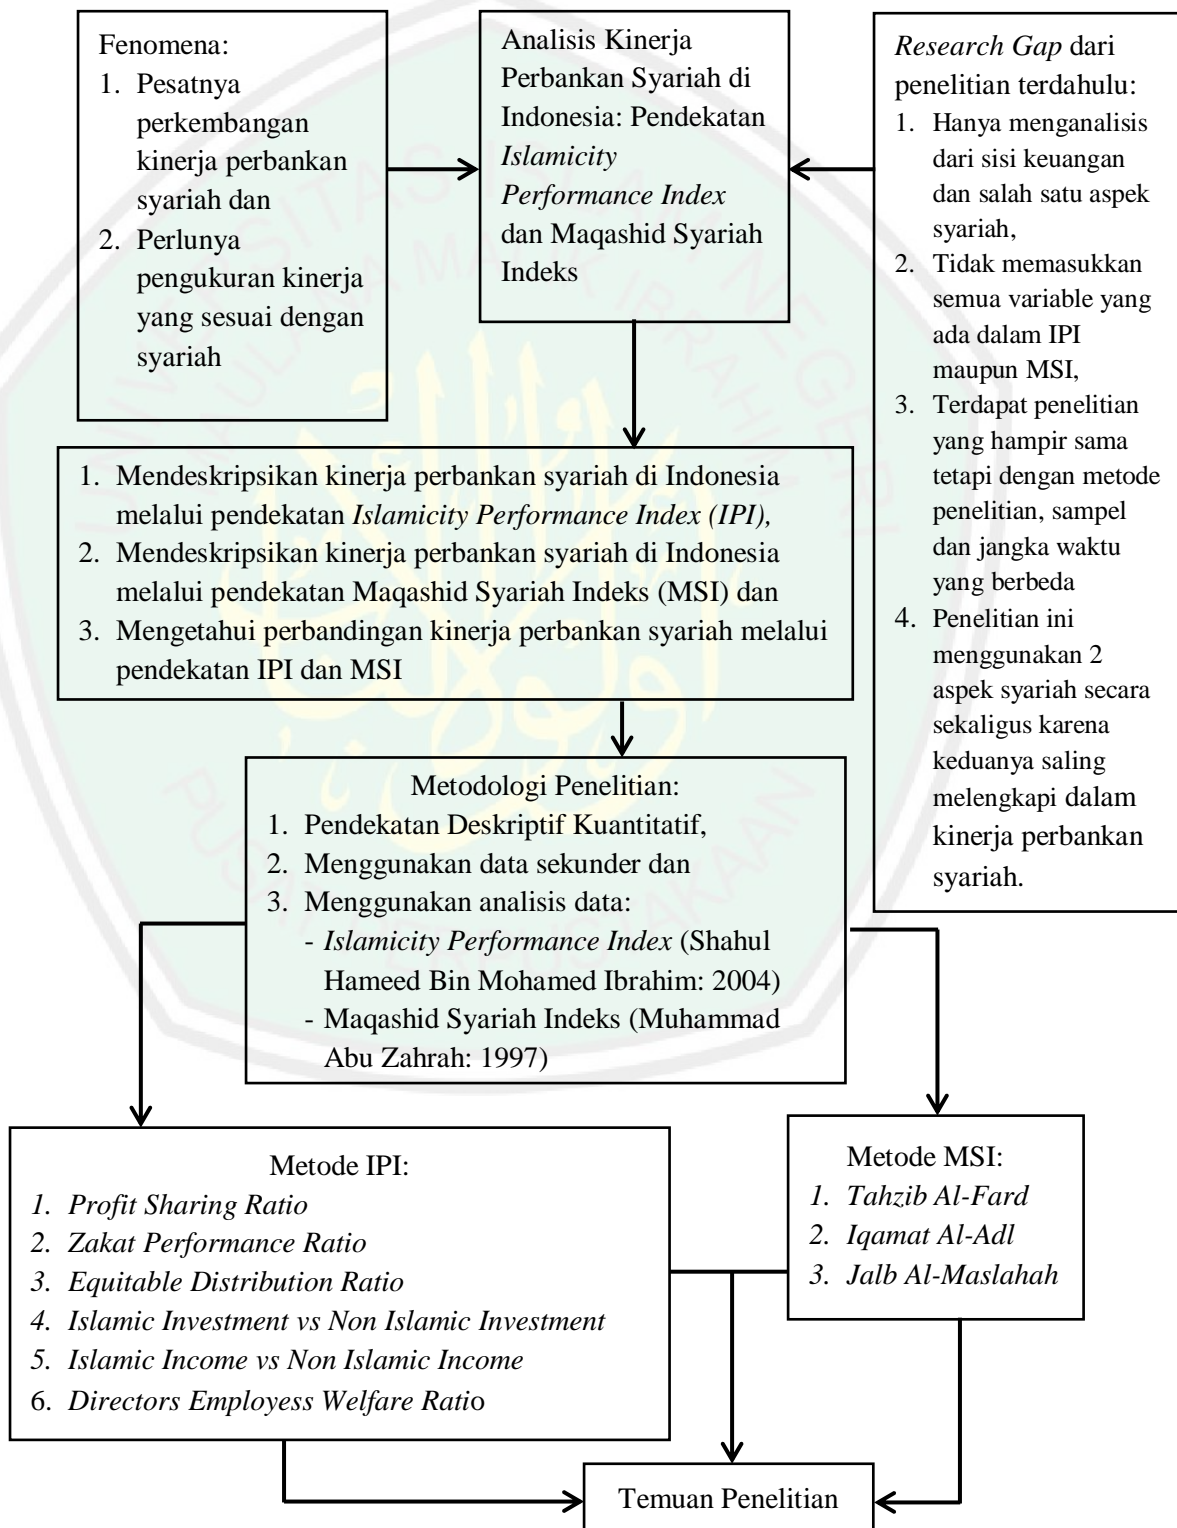 Fenomena:
1. Pesatnya
perkembangan
kinerja perbankan
syariah dan
2. Perlunya
pengukuran kinerja
yang sesuai dengan
syariah
Analisis Kinerja
Perbankan Syariah di
Indonesia: Pendekatan
Islamicity
Performance Index
dan Maqashid Syariah
Indeks
Research Gap dari
penelitian terdahulu:
1. Hanya menganalisis
dari sisi keuangan
dan salah satu aspek
syariah,
2. Tidak memasukkan
semua variable yang
ada dalam IPI
maupun MSI,
3. Terdapat penelitian
yang hampir sama
tetapi dengan metode
penelitian, sampel
dan jangka waktu
yang berbeda
4. Penelitian ini
menggunakan 2
aspek syariah secara
sekaligus karena
keduanya saling
melengkapi dalam
kinerja perbankan
syariah.
1. Mendeskripsikan kinerja perbankan syariah di Indonesia
melalui pendekatan Islamicity Performance Index (IPI),
2. Mendeskripsikan kinerja perbankan syariah di Indonesia
melalui pendekatan Maqashid Syariah Indeks (MSI) dan
3. Mengetahui perbandingan kinerja perbankan syariah melalui
pendekatan IPI dan MSI
Metodologi Penelitian:
1. Pendekatan Deskriptif Kuantitatif,
2. Menggunakan data sekunder dan
3. Menggunakan analisis data:
- Islamicity Performance Index (Shahul
Hameed Bin Mohamed Ibrahim: 2004)
- Maqashid Syariah Indeks (Muhammad
Abu Zahrah: 1997)
Metode IPI:
1. Profit Sharing Ratio
2. Zakat Performance Ratio
3. Equitable Distribution Ratio
4. Islamic Investment vs Non Islamic Investment
5. Islamic Income vs Non Islamic Income
6. Directors Employess Welfare Ratio
Metode MSI:
1. Tahzib Al-Fard
2. Iqamat Al-Adl
3. Jalb Al-Maslahah
Temuan Penelitian
UNIVERSITAS ISLAM NEGERI
MAULANA MALIK IBRAHIM
PUSAT PERPUSTAKAAN